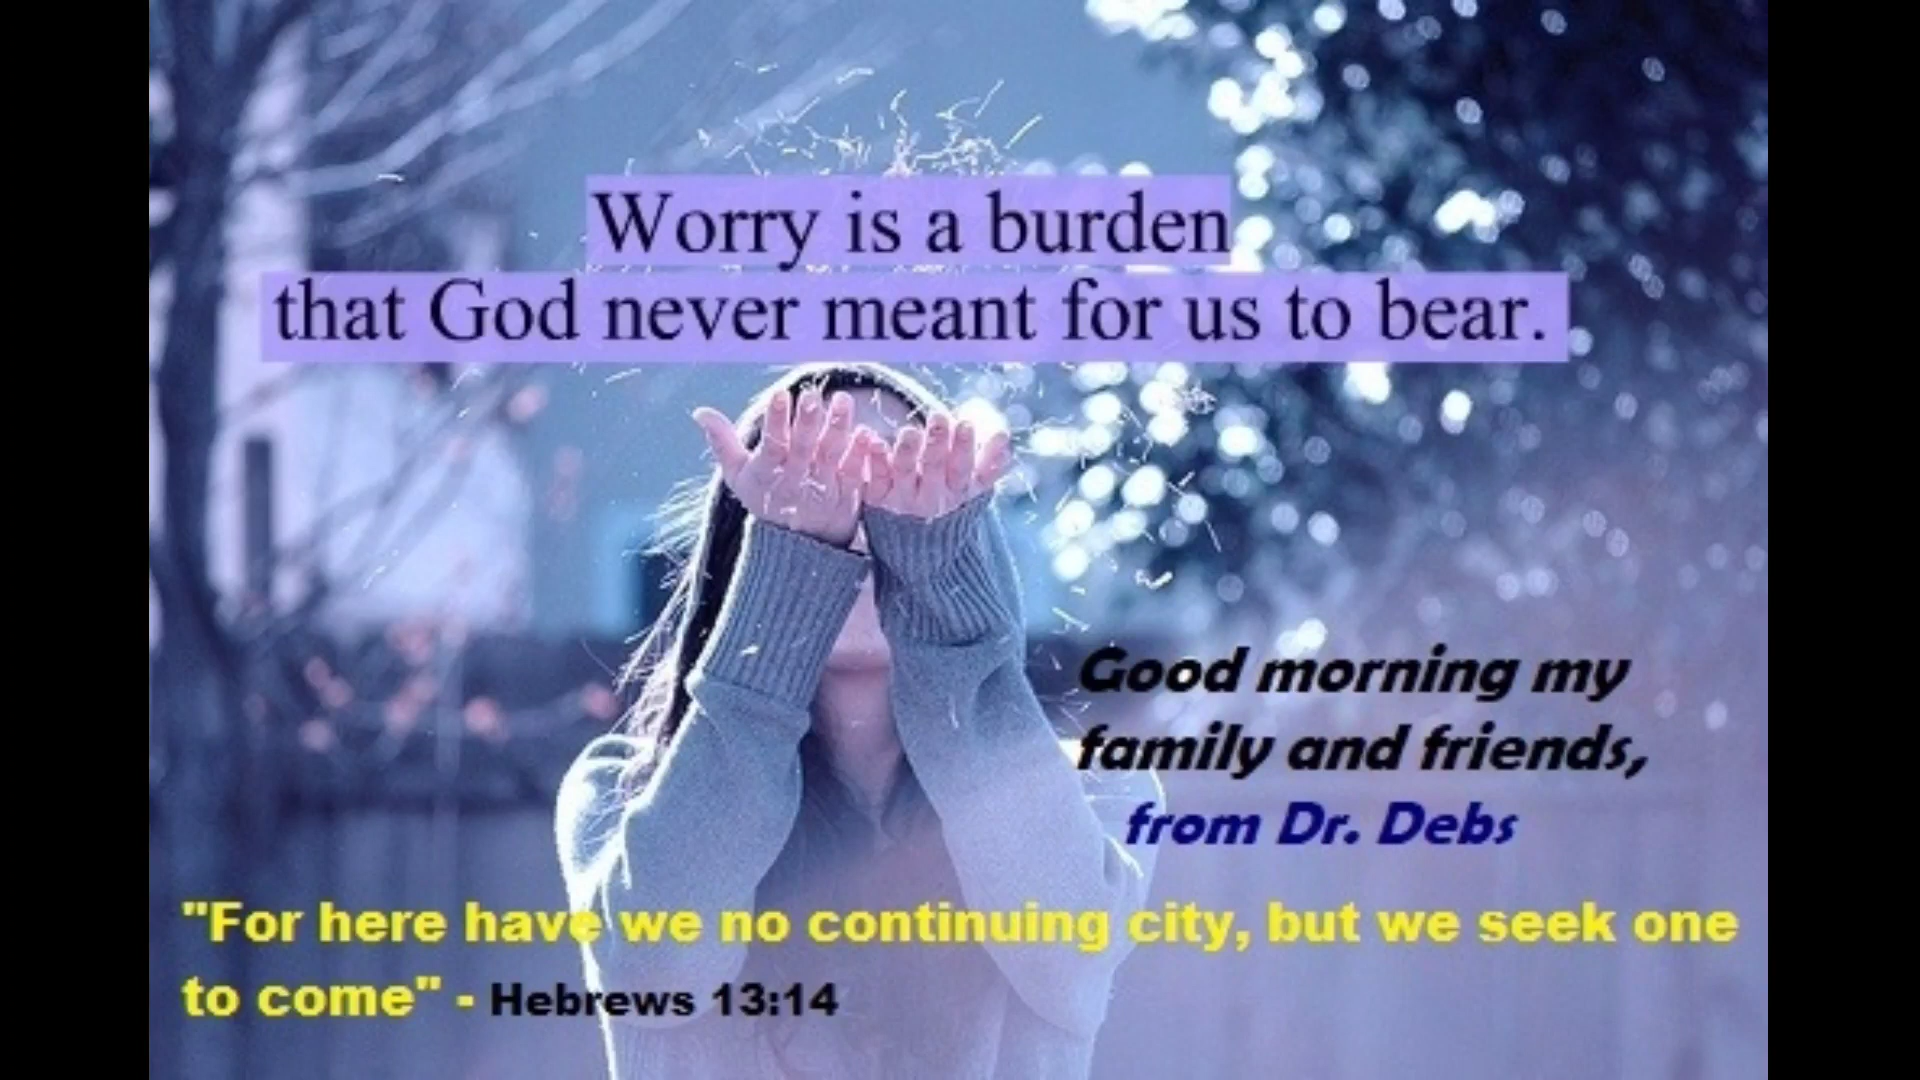 Worry is a burden
that God never meant for us to bear.
Good morning my
family and friends,
from Dr. Debs
"For here have we no continuing city, but we seek one
to come" - Hebrews 13:14